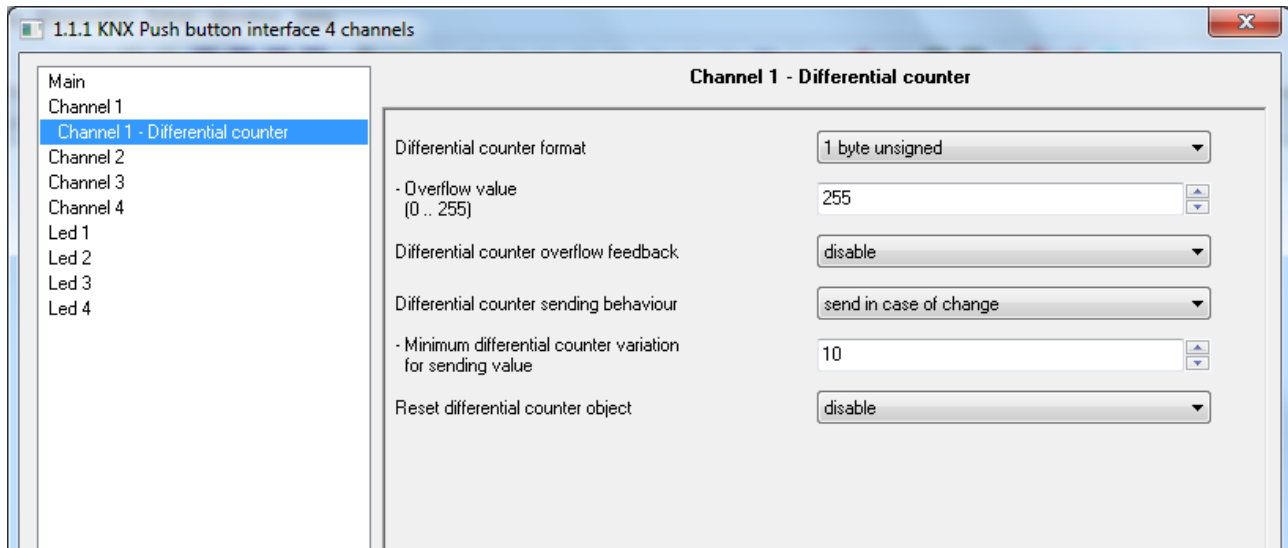 1.1.1 KNX Push button interface 4 channels
Main
Channel 1
Channel 1 - Differential counter
Channel 2
Channel 3
Channel 4
Led 1
Led 2
Led 3
Led 4
Channel 1 - Differential counter
Differential counter format
1 byte unsigned
- Overflow value
(0 .. 255)
255
Differential counter overflow feedback
disable
Differential counter sending behaviour
send in case of change
- Minimum differential counter variation
for sending value
10
Reset differential counter object
disable